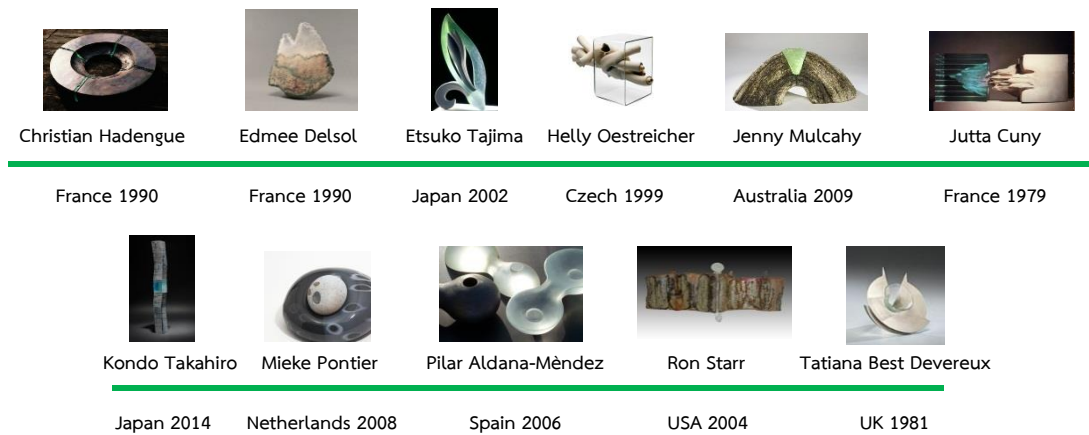 Christian Hadengue Edmee Delsol Etsuko Tajima Helly Oestreicher Jenny Mulcahy Jutta Cuny
France 1990 France 1990 Japan 2002 Czech 1999 Australia 2009 France 1979
Kondo Takahiro Mieke Pontier Pilar Aldana-Mèndez Ron Starr Tatiana Best Devereux
Japan 2014 Netherlands 2008 Spain 2006 USA 2004 UK 1981